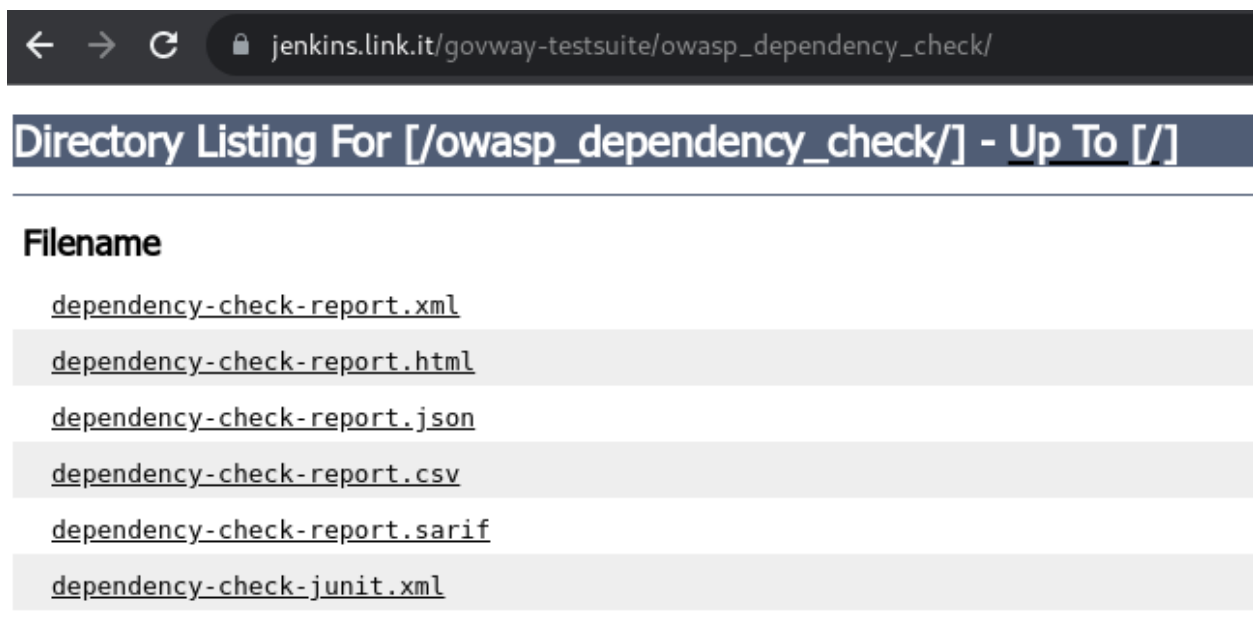 jenkins.link.it/govway-testsuite/owasp_dependency_check/
Directory Listing For [/owasp_dependency_check/] - Up To [/]
Filename
dependency-check-report.xml
dependency-check-report.html
dependency-check-report.json
dependency-check-report.csv
dependency-check-report.sarif
dependency-check-junit.xml